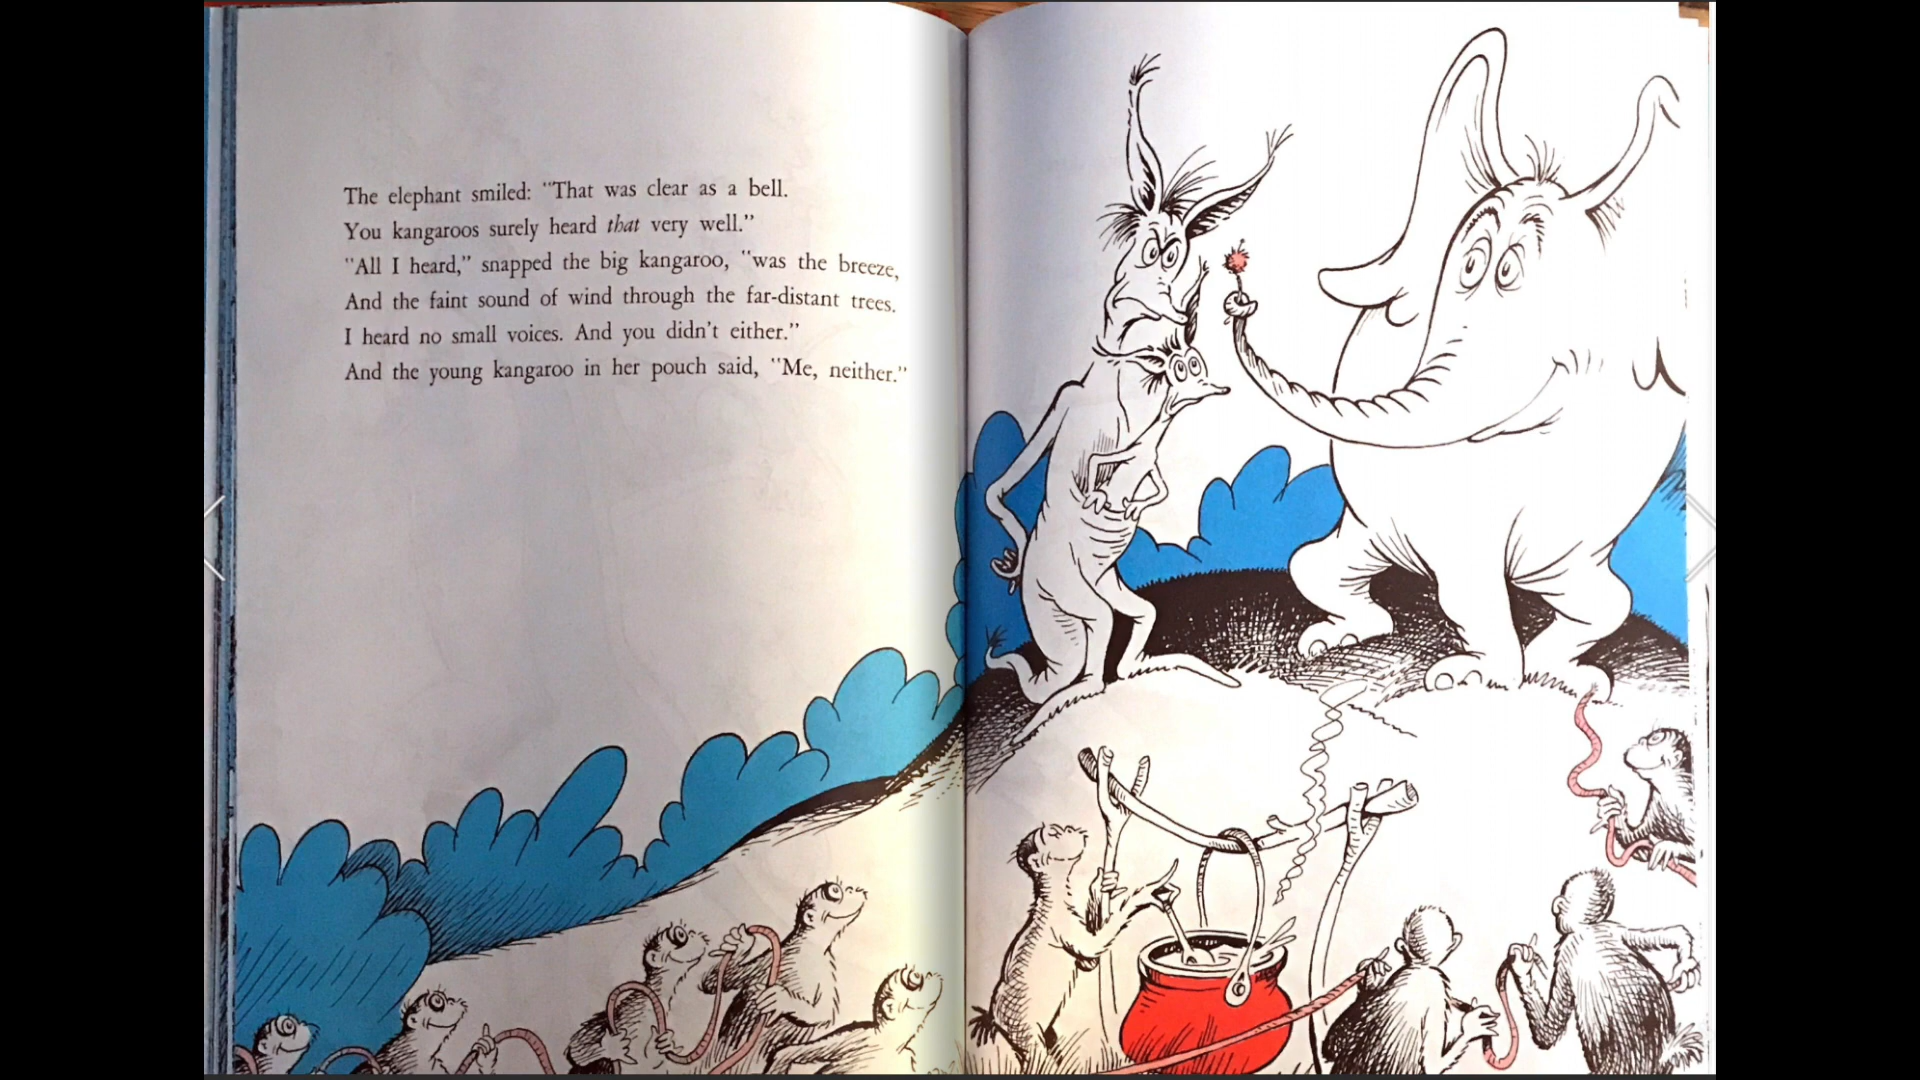 The elephant smiled: "That was clear as a bell.
You kangaroos surely heard that very well."
"All I heard," snapped the big kangaroo, "was the breeze,
And the faint sound of wind through the far-distant trees.
I heard no small voices. And you didn't either."
And the young kangaroo in her pouch said, "Me, neither."